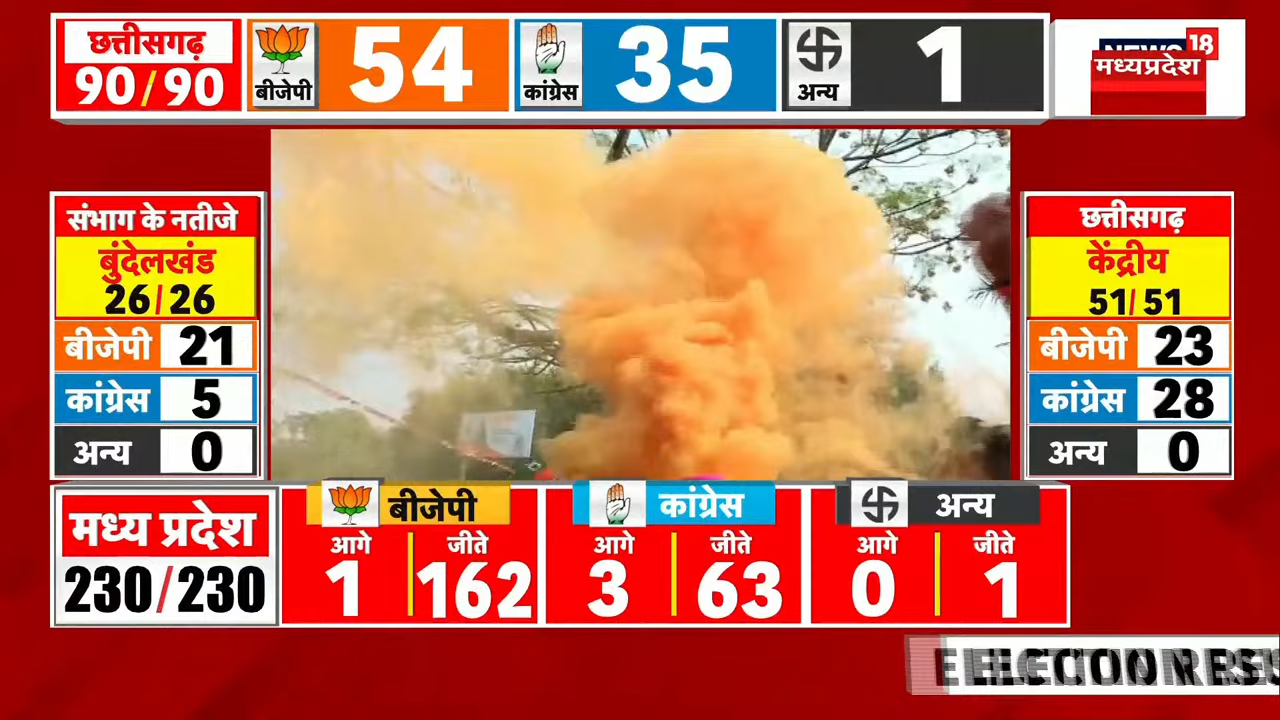 छत्तीसगढ़
90/90
बीजेपी
54
कांग्रेस
35
अन्य
1
NEWS 18
मध्यप्रदेश
संभाग के नतीजे
बुंदेलखंड
26/26
बीजेपी 21
कांग्रेस 5
अन्य 0
छत्तीसगढ़
केंद्रीय
51/51
बीजेपी 23
कांग्रेस 28
अन्य 0
मध्य प्रदेश
230/230
बीजेपी
आगे जीते
1 162
कांग्रेस
आगे जीते
3 63
अन्य
आगे जीते
0 1